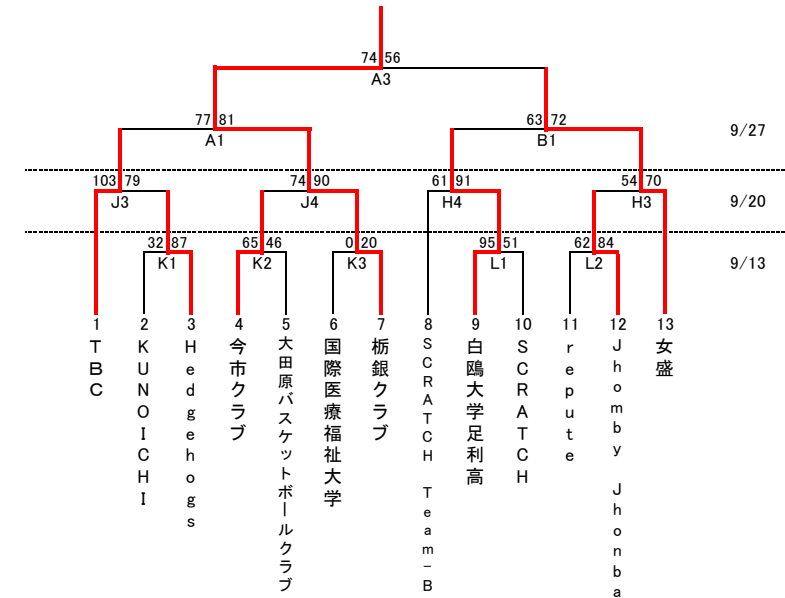 74 56
A3
77 81
A1
63 72
B1
9/27
103 79
J3
74 90
J4
61 91
H4
54 70
H3
9/20
32 87
K1
65 46
K2
0 20
K3
95 51
L1
62 84
L2
9/13
1
TBC
2
KUNOICHI
3
Hedgehogs
4
今市クラブ
5
大田原バスケットボールクラブ
6
国際医療福祉大学
7
栃銀クラブ
8
SCRATCH Team-B
9
白鴎大学足利高
10
SCRATCH
11
repute
12
Jhomby Jhonba
13
女盛